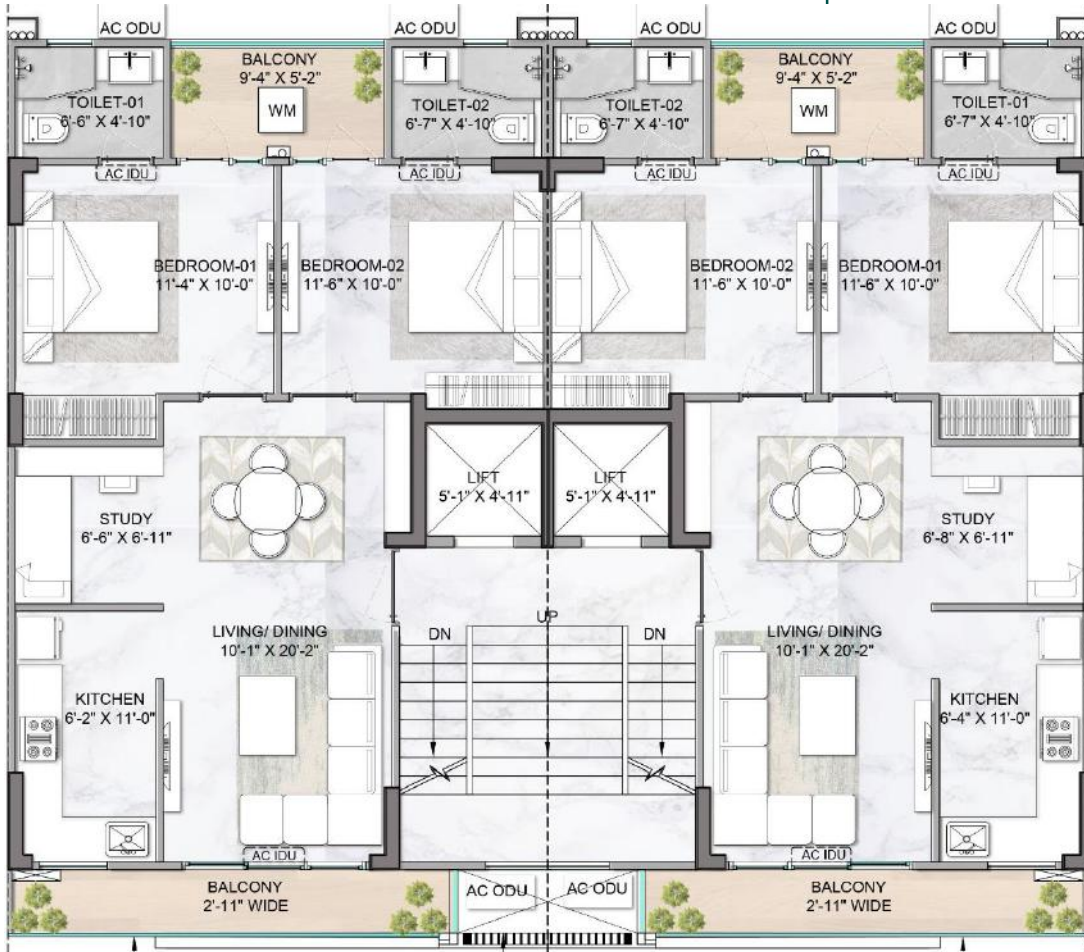 AC ODU
AC ODU
AC ODU
AC ODU
BALCONY
9'-4" X 5'-2"
WM
TOILET-01
6'-6" X 4'-10"
TOILET-02
6'-7" X 4'-10"
TOILET-02
6'-7" X 4'-10"
BALCONY
9'-4" X 5'-2"
WM
TOILET-01
6'-7" X 4'-10"
AC IDU
AC IDU
AC IDU
AC IDU
BEDROOM-01
11'-4" X 10'-0"
BEDROOM-02
11'-6" X 10'-0"
BEDROOM-02
11'-6" X 10'-0"
BEDROOM-01
11'-6" X 10'-0"
LIFT
5'-1" X 4'-11"
LIFT
5'-1" X 4'-11"
STUDY
6'-6" X 6'-11"
STUDY
6'-8" X 6'-11"
UP
DN
DN
LIVING/ DINING
10'-1" X 20'-2"
LIVING/ DINING
10'-1" X 20'-2"
KITCHEN
6'-2" X 11'-0"
KITCHEN
6'-4" X 11'-0"
AC IDU
AC IDU
BALCONY
2'-11" WIDE
AC ODU
AC ODU
BALCONY
2'-11" WIDE